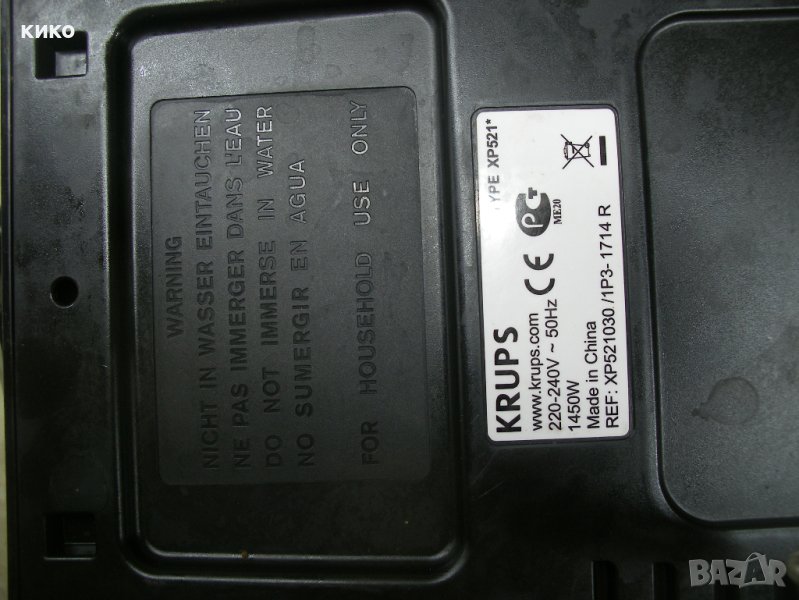 кико
WARNING
NICHT IN WASSER EINTAUCHEN
NE PAS IMMERGER DANS L'EAU
DO NOT IMMERSE IN WATER
NO SUMERGIR EN AGUA
FOR HOUSEHOLD USE ONLY
TYPE XP521*
ME20
KRUPS
www.krups.com
220-240V ~ 50Hz
1450W
Made in China
REF: XP521030 /1P3-1714 R
BAZAR